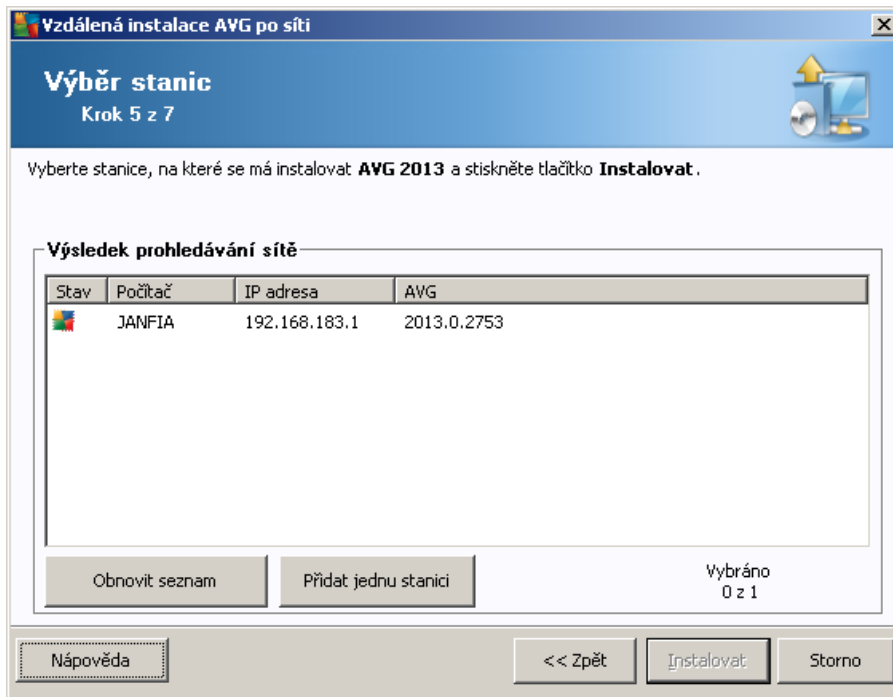 Vzdálená instalace AVG po síti
Výběr stanic
Krok 5 z 7
Vyberte stanice, na které se má instalovat AVG 2013 a stiskněte tlačítko Instalovat.
Výsledek prohledávání sítě
Stav Počítač IP adresa AVG
JANFIA 192.168.183.1 2013.0.2753
Obnovit seznam Přidat jednu stanici Vybráno
0 z 1
Nápověda << Zpět Instalovat Storno